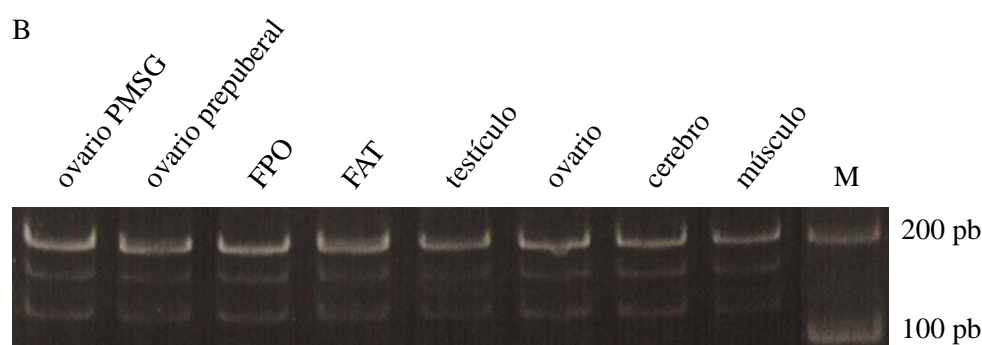 B
ovario PMSG
ovario prepuberal
FPO
FAT
testículo
ovario
cerebro
músculo
M
200 pb
100 pb